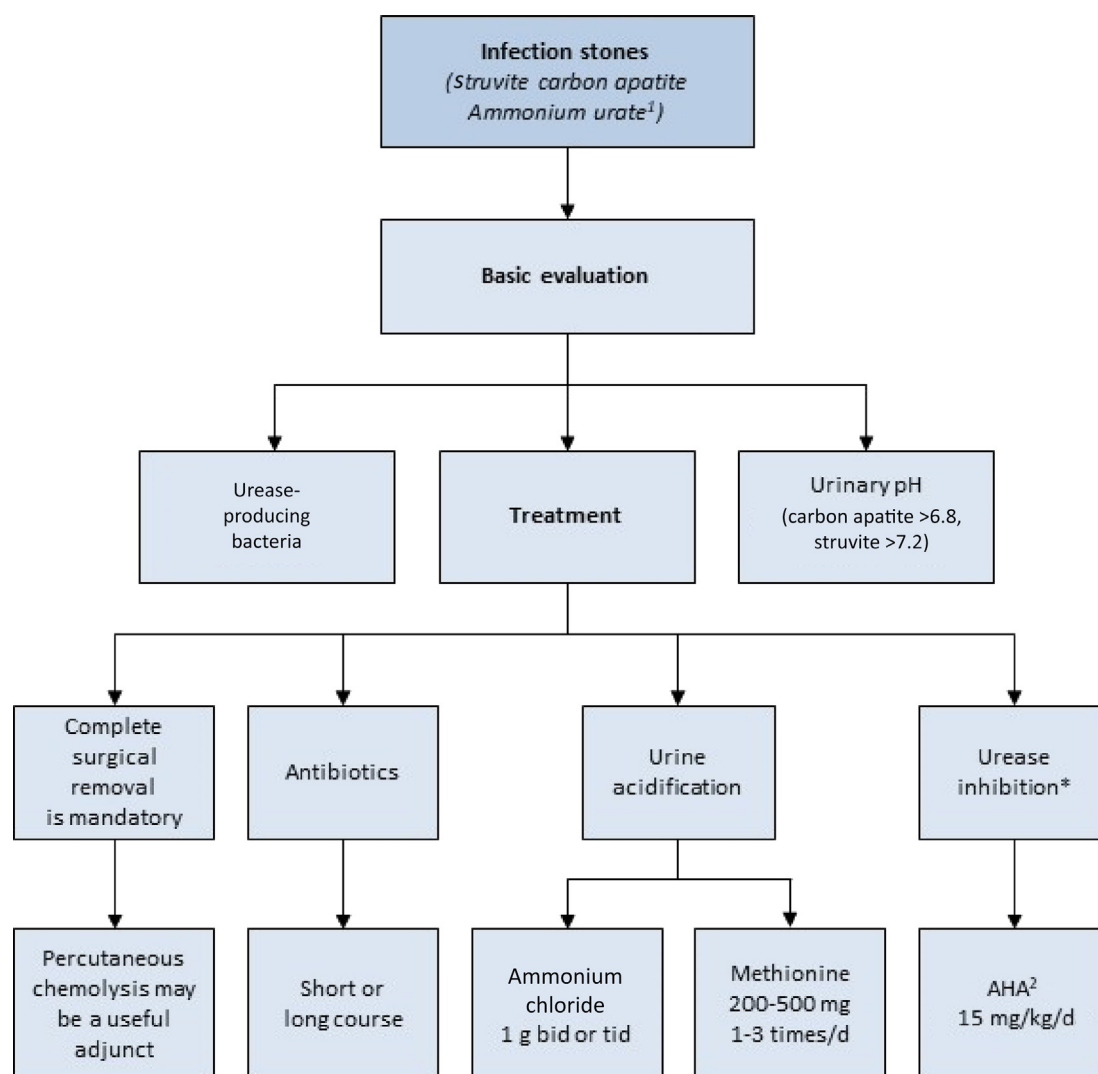 Infection stones
(Struvite carbon apatite
Ammonium urate¹)
Basic evaluation
Urease-
producing
bacteria
Treatment
Urinary pH
(carbon apatite >6.8,
struvite >7.2)
Complete
surgical
removal
is mandatory
Antibiotics
Urine
acidification
Urease
inhibition*
Percutaneous
chemolysis may
be a useful
adjunct
Short or
long course
Ammonium
chloride
1 g bid or tid
Methionine
200-500 mg
1-3 times/d
AHA²
15 mg/kg/d